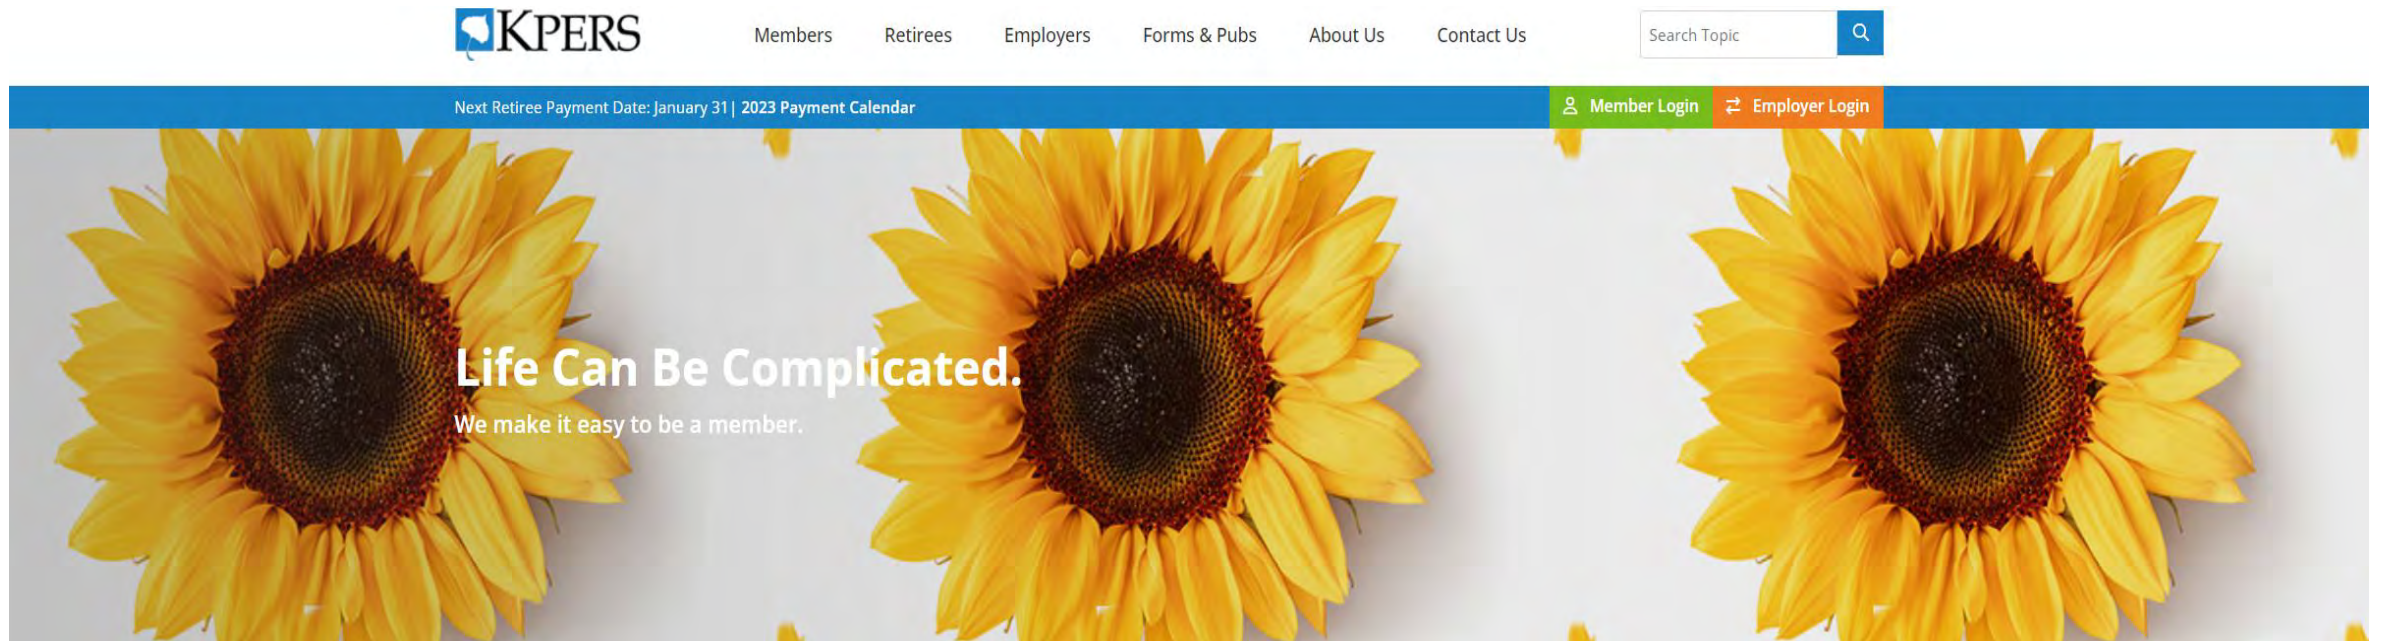 KPERS
Members Retirees Employers Forms & Pubs About Us Contact Us Search Topic
Next Retiree Payment Date: January 31| 2023 Payment Calendar Member Login Employer Login
Life Can Be Complicated.
We make it easy to be a member.